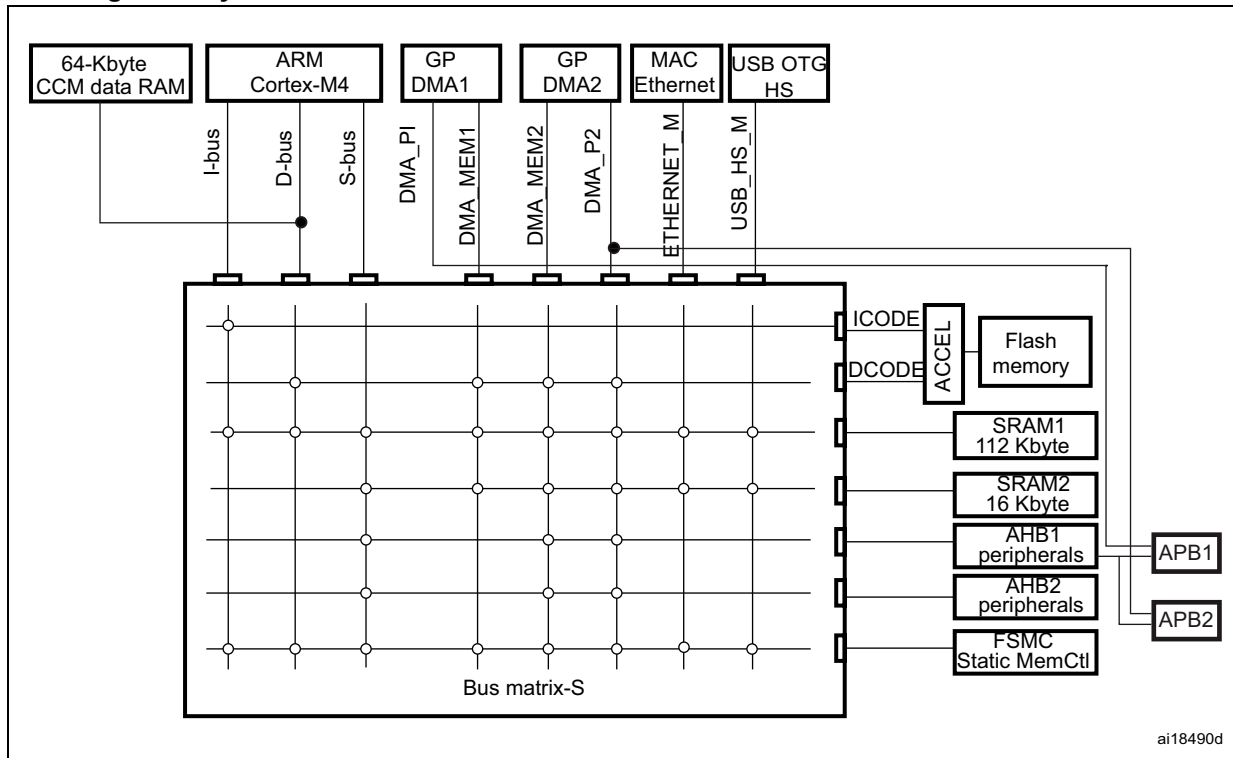 64-Kbyte
CCM data RAM
ARM
Cortex-M4
GP
DMA1
GP
DMA2
MAC
Ethernet
USB OTG
HS
I-bus
D-bus
S-bus
DMA_PI
DMA_MEM1
DMA_MEM2
DMA_P2
ETHERNET_M
USB_HS_M
ICODE
DCODE
ACCEL
Flash
memory
SRAM1
112 Kbyte
SRAM2
16 Kbyte
AHB1
peripherals
AHB2
peripherals
FSMC
Static MemCtl
APB1
APB2
Bus matrix-S
ai18490d